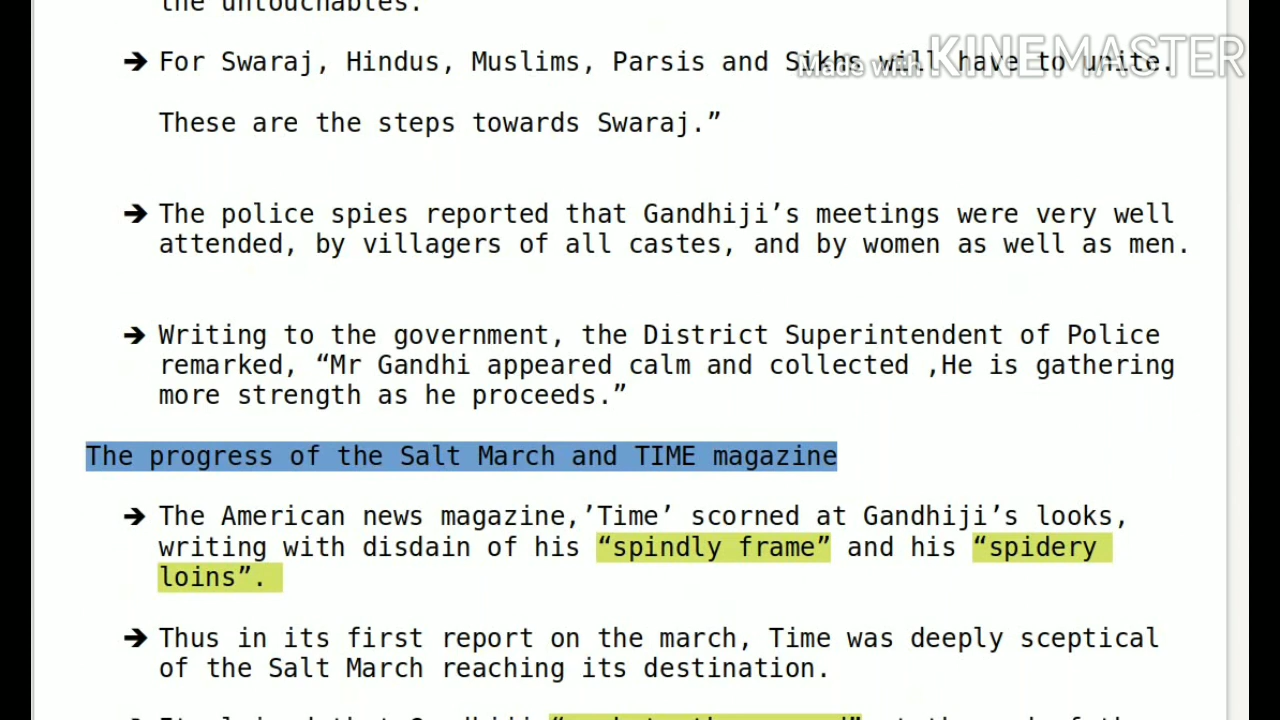 the untouchables.
➔ For Swaraj, Hindus, Muslims, Parsis and Sikhs will have to unite.
Made with KINEMASTER
These are the steps towards Swaraj.”
➔ The police spies reported that Gandhiji’s meetings were very well
attended, by villagers of all castes, and by women as well as men.
➔ Writing to the government, the District Superintendent of Police
remarked, “Mr Gandhi appeared calm and collected ,He is gathering
more strength as he proceeds.”
The progress of the Salt March and TIME magazine
➔ The American news magazine,’Time’ scorned at Gandhiji’s looks,
writing with disdain of his “spindly frame” and his “spidery
loins”.
➔ Thus in its first report on the march, Time was deeply sceptical
of the Salt March reaching its destination.